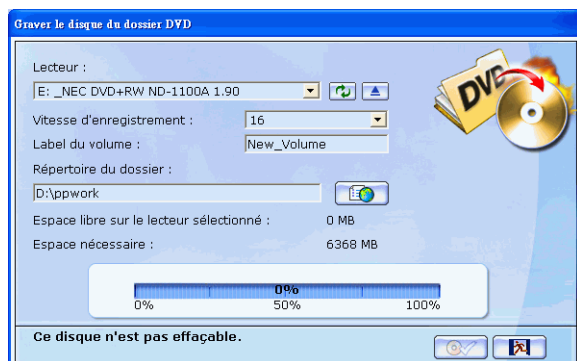 Graver le disque du dossier DVD
Lecteur :
E: _NEC DVD+RW ND-1100A 1.90
Vitesse d'enregistrement :
16
Label du volume :
New_Volume
Répertoire du dossier :
D:\ppwork
Espace libre sur le lecteur sélectionné :
0 MB
Espace nécessaire :
6368 MB
0%
0%
50%
100%
Ce disque n'est pas effaçable.
DVD